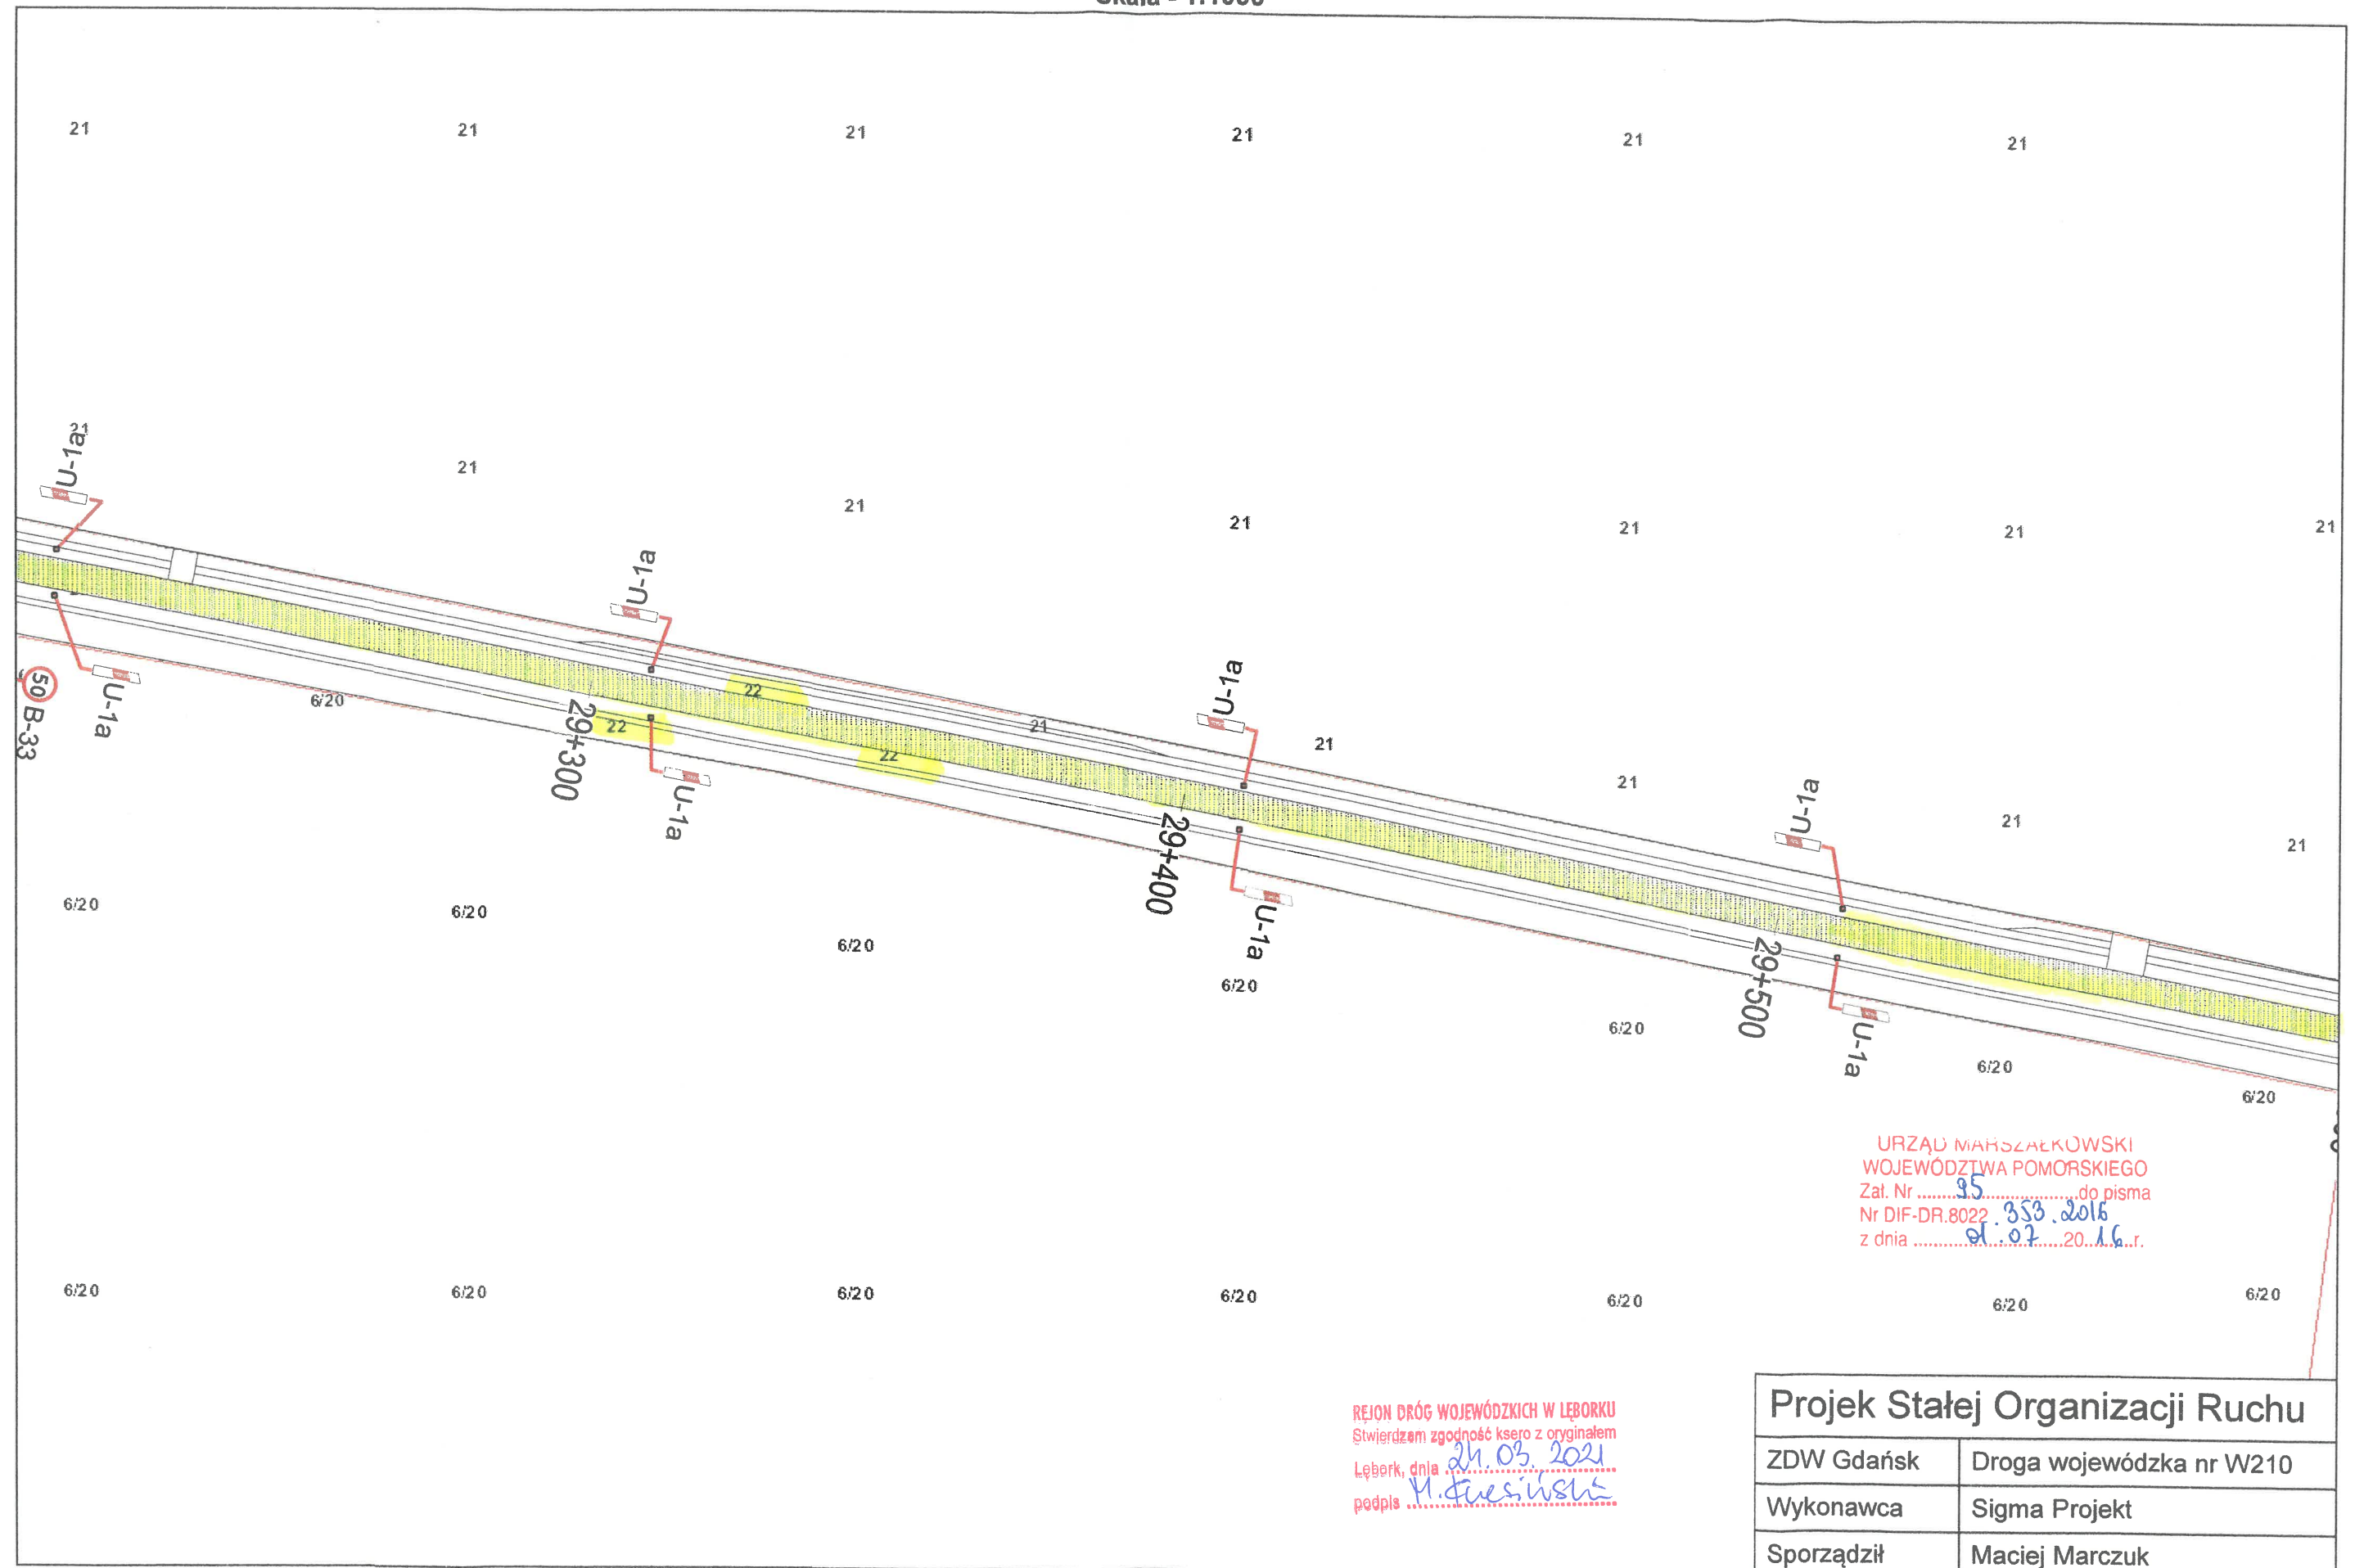 21 21 21 21 21 21
21
U-1a
21
21
21
21
21
21
U-1a
U-1a
50 B-33
U-1a
6/20
22
22
29+300
22
U-1a
21
U-1a
21
21
21
21
29+400
U-1a
U-1a
29+500
U-1a
6/20
6/20
6/20
6/20
6/20
6/20
6/20
URZĄD MARSZAŁKOWSKI
WOJEWÓDZTWA POMORSKIEGO
Zał. Nr ........95....................do pisma
Nr DIF-DR.8022.353.2016
z dnia ............01.07......20.16..r.
6/20 6/20 6/20 6/20 6/20 6/20 6/20
REJON DRÓG WOJEWÓDZKICH W LĘBORKU
Stwierdzam zgodność ksero z oryginałem
Lębork, dnia 24.03.2021
podpis
Projek Stałej Organizacji Ruchu
ZDW Gdańsk Droga wojewódzka nr W210
Wykonawca Sigma Projekt
Sporządził Maciej Marczuk